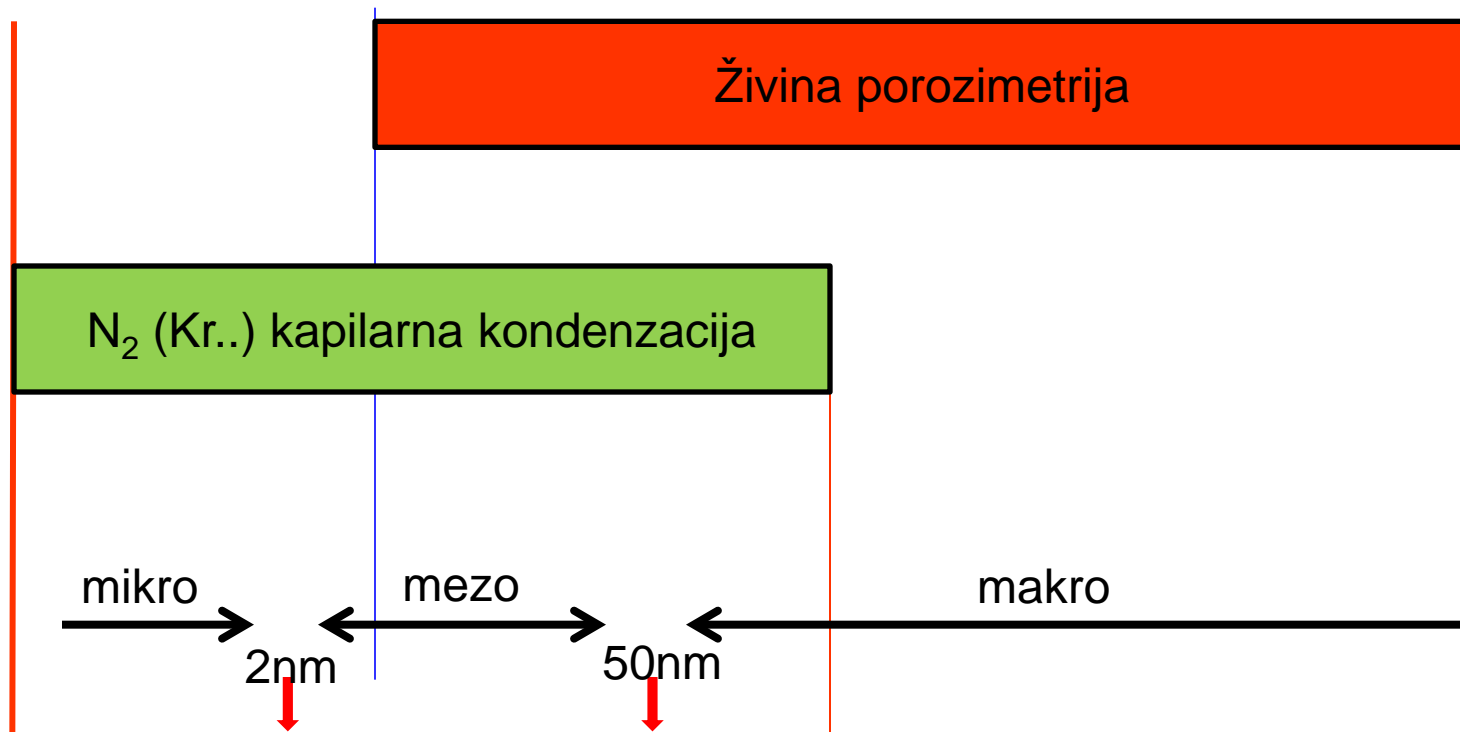 Živina porozimetrija
N₂ (Kr..) kapilarna kondenzacija
mikro
mezo
makro
2nm
50nm